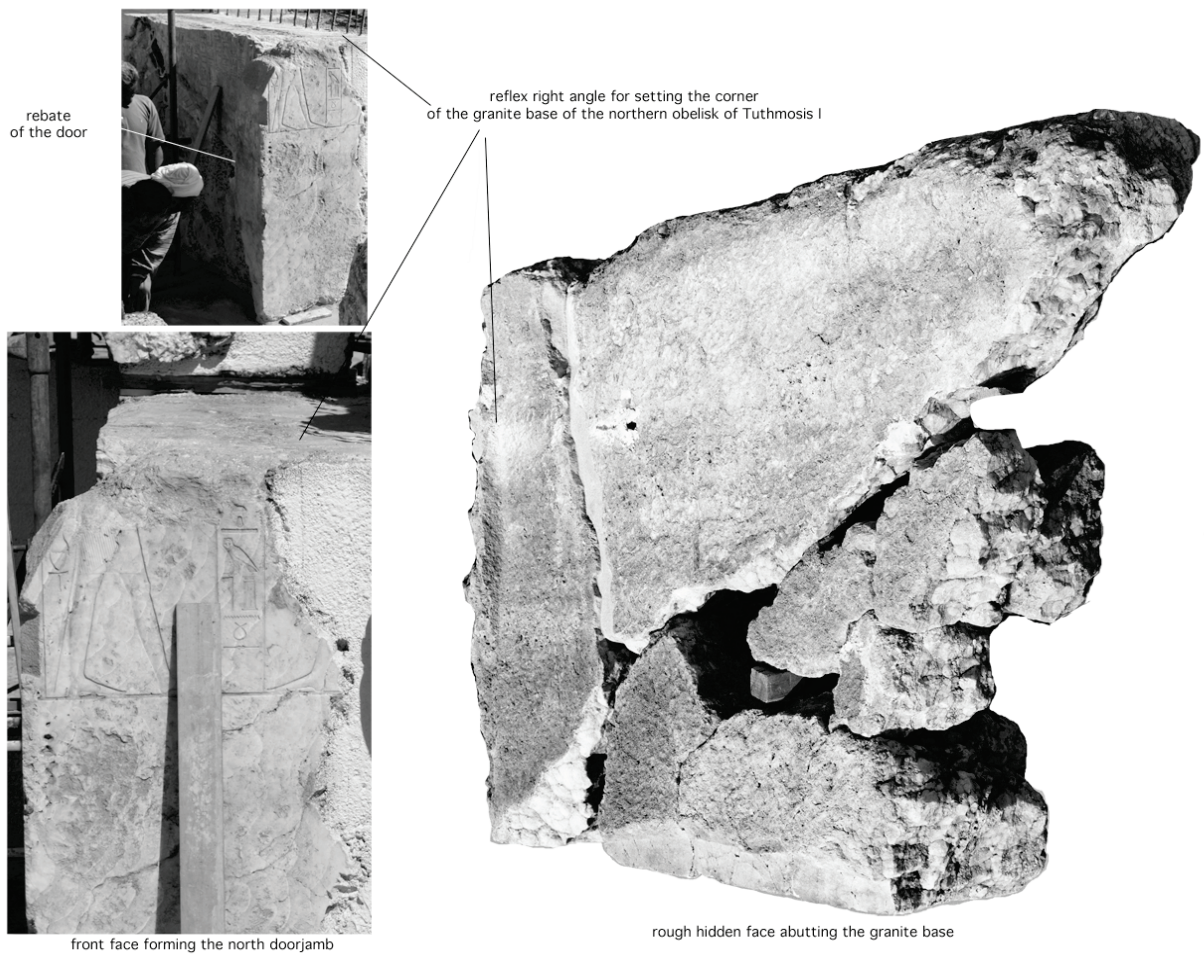 rebate
of the door
reflex right angle for setting the corner
of the granite base of the northern obelisk of Tuthmosis I
front face forming the north doorjamb
rough hidden face abutting the granite base